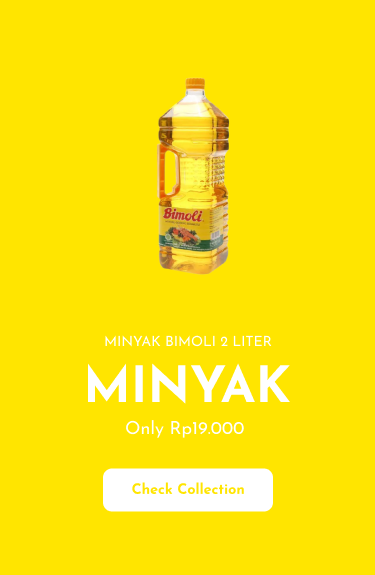 Bimoli
MINYAK BIMOLI 2 LITER
MINYAK
Only Rp19.000
Check Collection